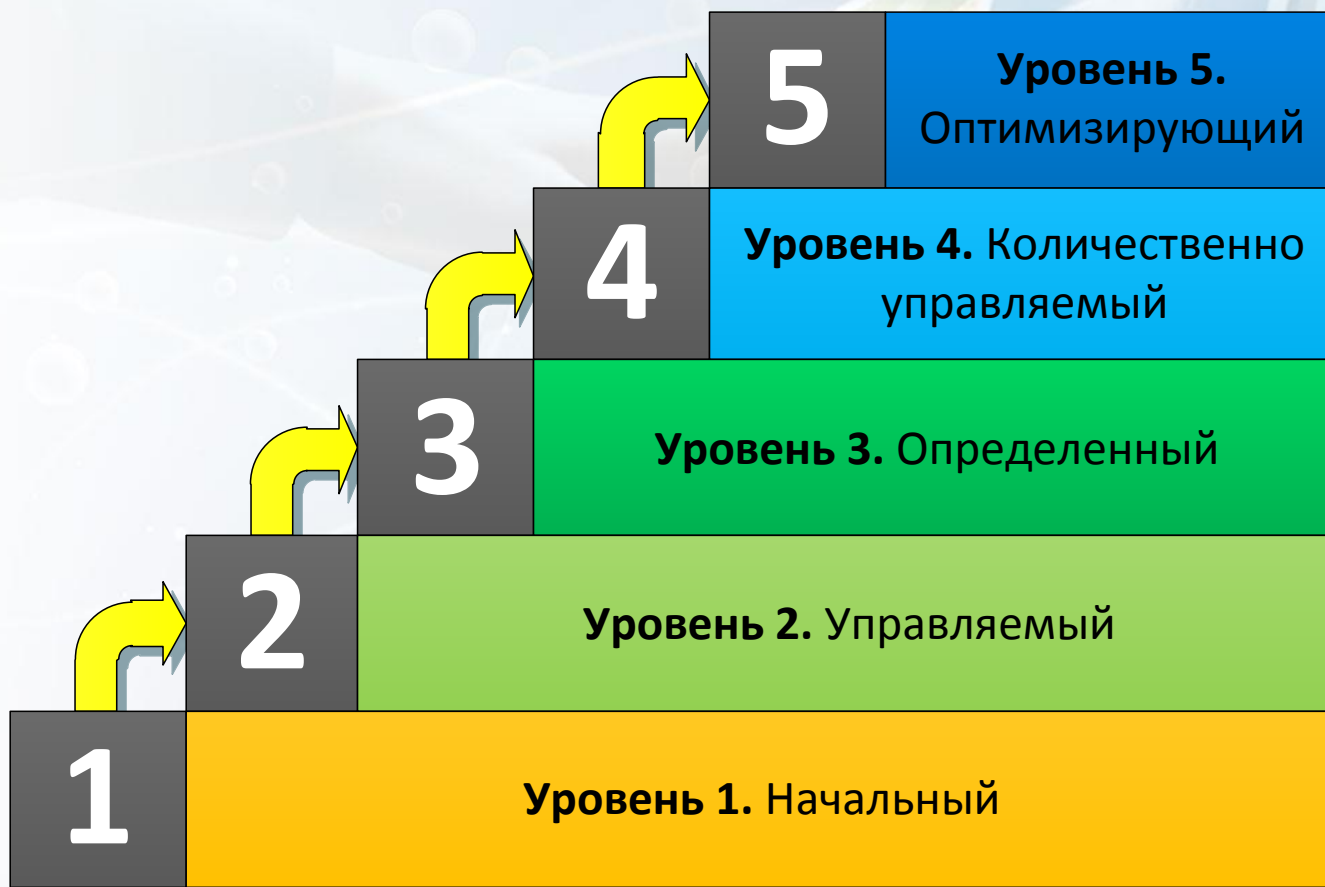 5
Уровень 5.
Оптимизирующий
4
Уровень 4. Количественно
управляемый
3
Уровень 3. Определенный
2
Уровень 2. Управляемый
1
Уровень 1. Начальный